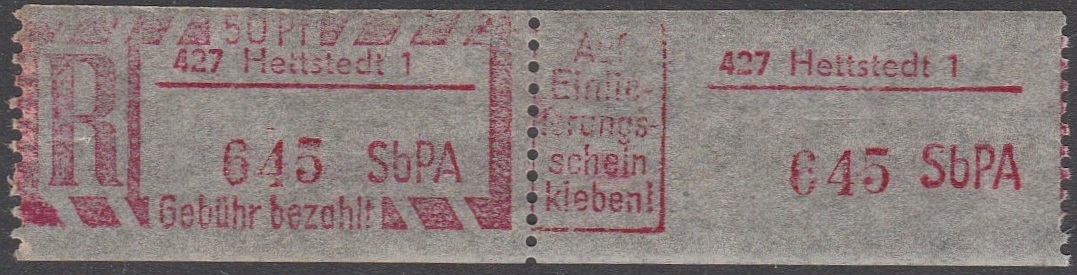 50 Pf
R
427 Hettstedt 1
645 SbPA
Gebühr bezahlt
Auf
Einlie-
ferungs-
schein
kleben!
427 Hettstedt 1
645 SbPA